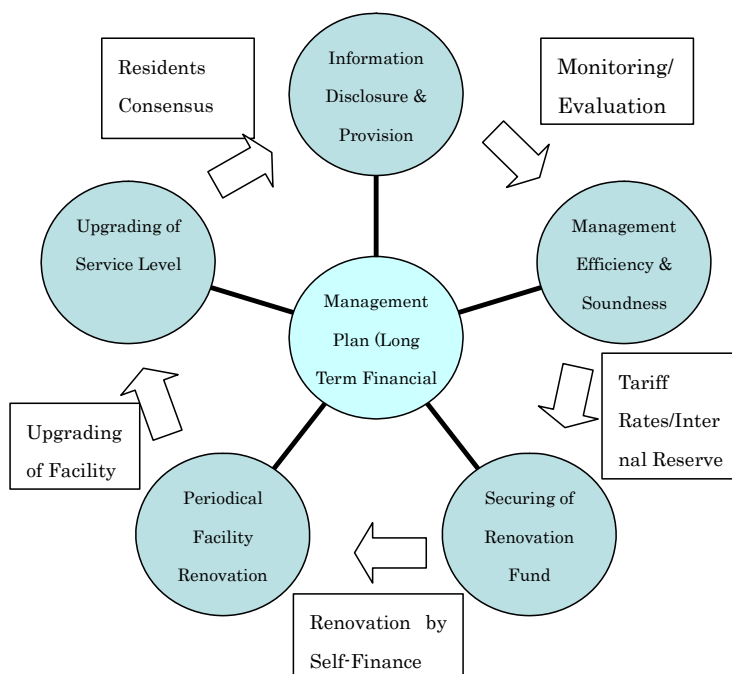 Residents
Consensus
Information
Disclosure &
Provision
Monitoring/
Evaluation
Upgrading of
Service Level
Management
Efficiency &
Soundness
Management
Plan (Long
Term Financial
Upgrading
of Facility
Tariff
Rates/Inter
nal Reserve
Periodical
Facility
Renovation
Securing of
Renovation
Fund
Renovation by
Self-Finance